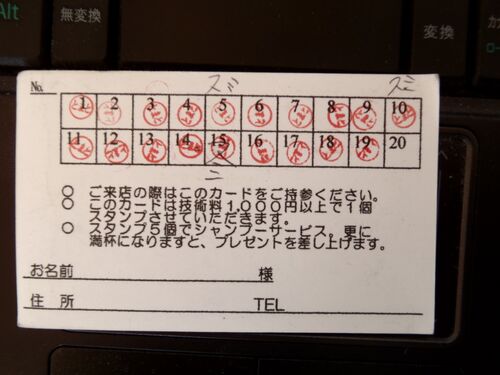 Alt
無変換
変換
No.
スミ
スミ
1 2 3 4 5 6 7 8 9 10
11 12 13 14 15 16 17 18 19 20
○ ご来店の際はこのカードをご持参ください。
○ このカードは技術料1,000円以上で1個
スタンプさせていただきます。
○ スタンプ5個でシャンプーサービス。更に
満杯になりますと、プレゼントを差し上げます。
お名前 様
住 所 TEL